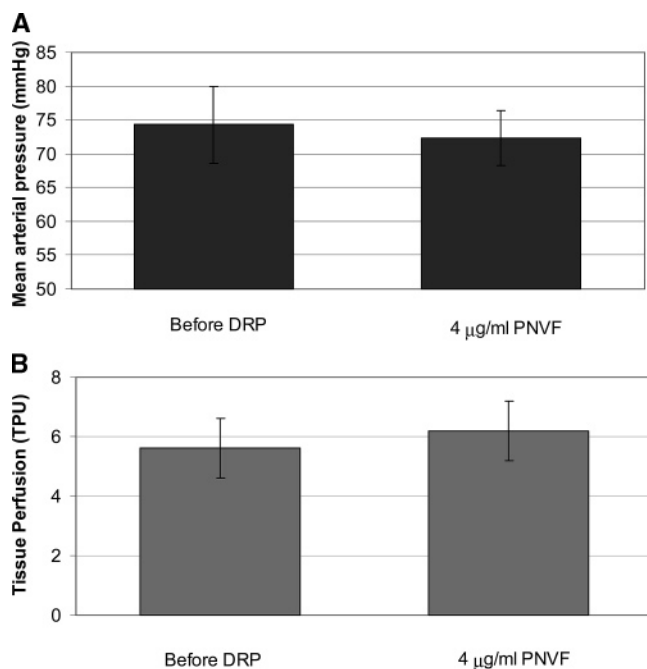 A
Mean arterial pressure (mmHg)
85
80
75
70
65
60
55
50
Before DRP
4 μg/ml PNVF
B
Tissue Perfusion (TPU)
8
6
4
2
0
Before DRP
4 μg/ml PNVF